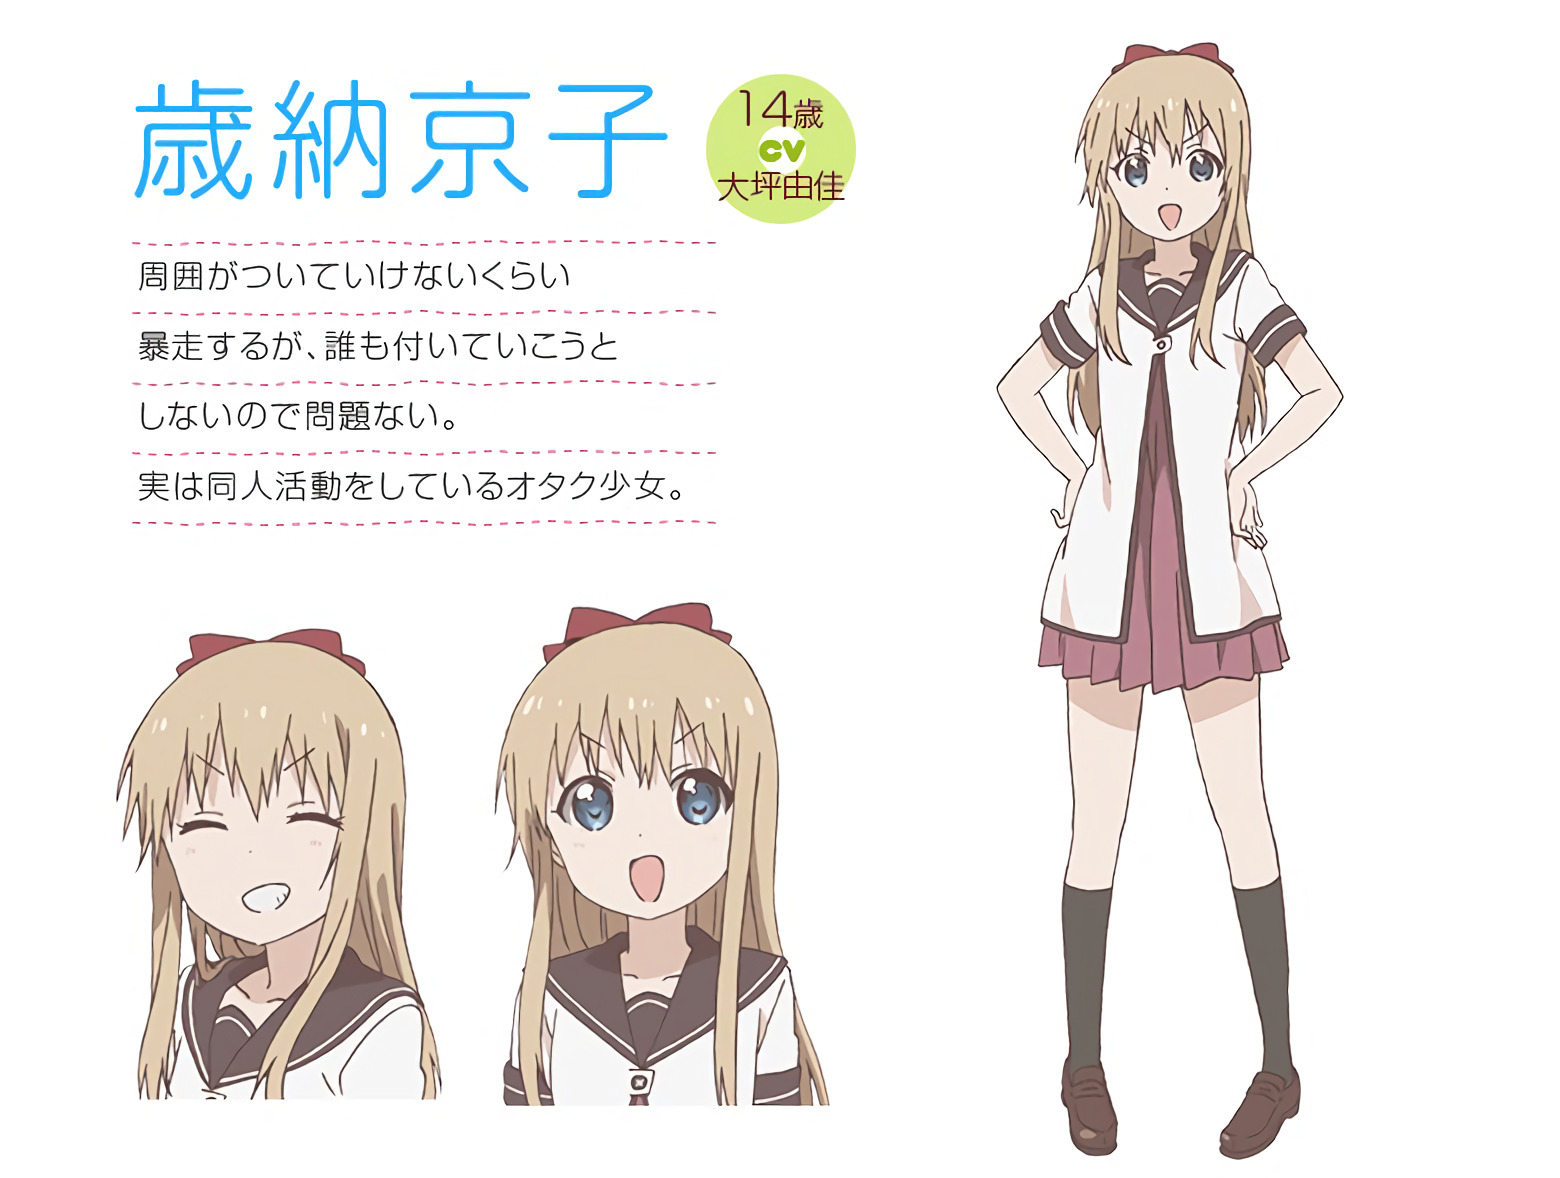 歳納京子
14歳
CV
大坪由佳
周囲がついていけないくらい
暴走するが、誰も付いていこうと
しないので問題ない。
実は同人活動をしているオタク少女。